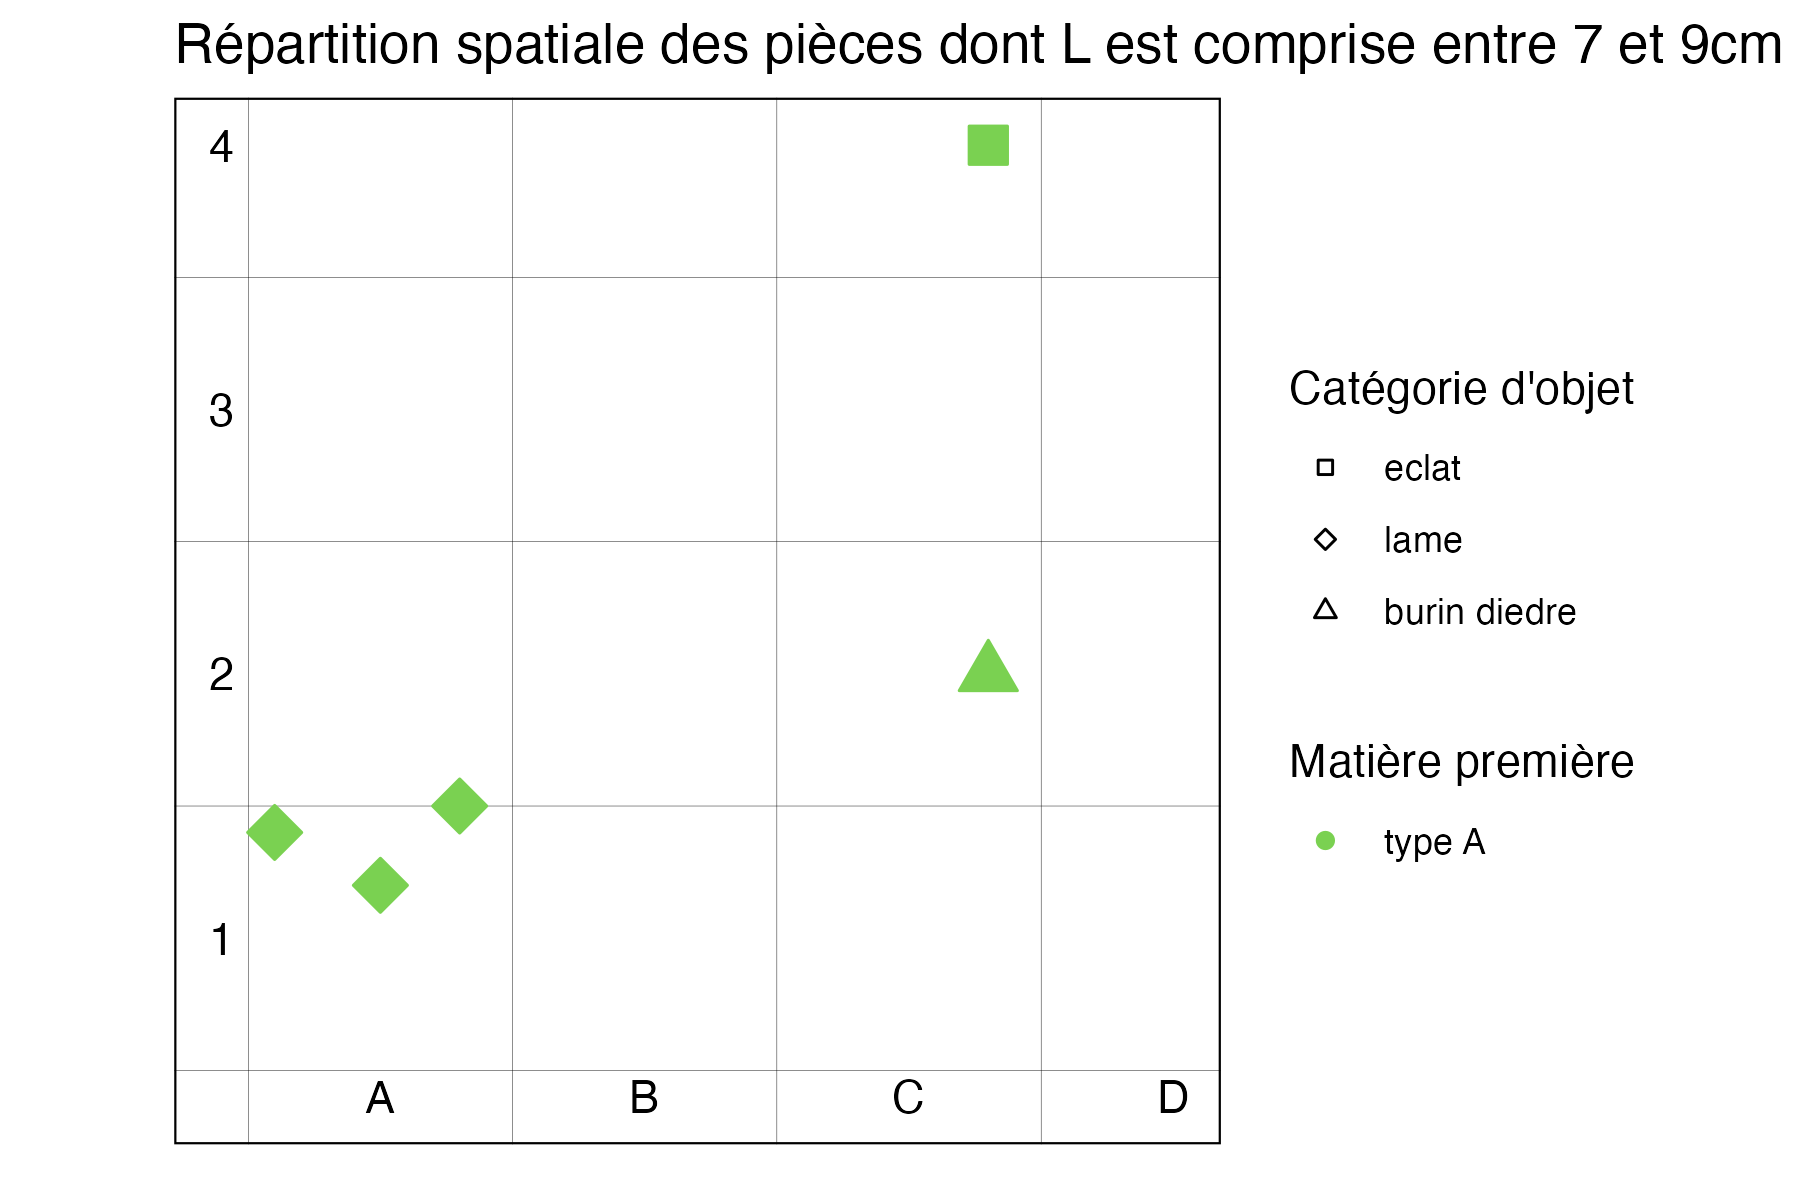 Répartition spatiale des pièces dont L est comprise entre 7 et 9cm
4
3
2
1
A B C D
Catégorie d'objet
eclat
lame
burin diedre
Matière première
type A